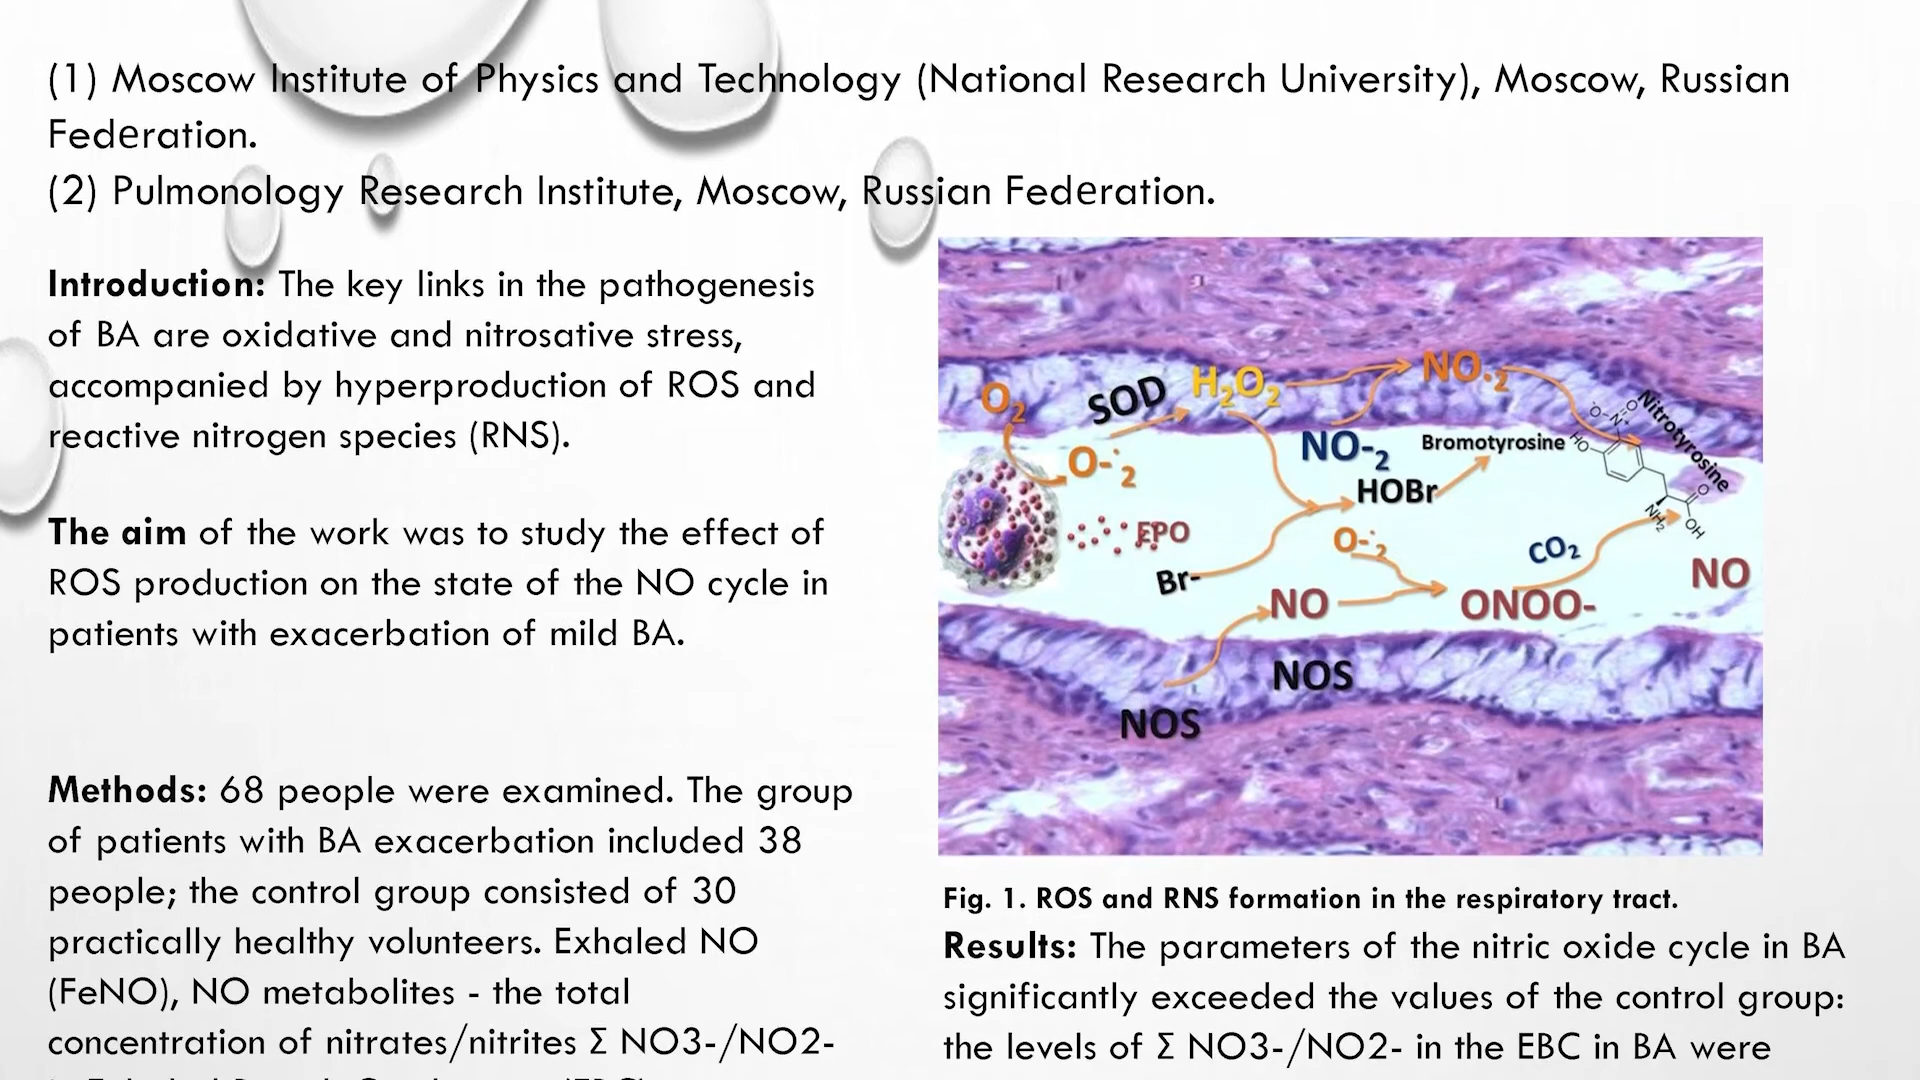 (1) Moscow Institute of Physics and Technology (National Research University), Moscow, Russian
Federation.
(2) Pulmonology Research Institute, Moscow, Russian Federation.
Introduction: The key links in the pathogenesis
of BA are oxidative and nitrosative stress,
accompanied by hyperproduction of ROS and
reactive nitrogen species (RNS).
The aim of the work was to study the effect of
ROS production on the state of the NO cycle in
patients with exacerbation of mild BA.
Methods: 68 people were examined. The group
of patients with BA exacerbation included 38
people; the control group consisted of 30
practically healthy volunteers. Exhaled NO
(FeNO), NO metabolites - the total
concentration of nitrates/nitrites Σ NO3-/NO2-
O2
SOD
H2O2
NO·2
O-·2
NO-2
Bromotyrosine
Nitrotyrosine
HOBr
EPO
O-·2
Br-
CO2
NO
NO
ONOO-
NOS
NOS
O-
N+
O
HO
O
NH2
OH
Fig. 1. ROS and RNS formation in the respiratory tract.
Results: The parameters of the nitric oxide cycle in BA
significantly exceeded the values of the control group:
the levels of Σ NO3-/NO2- in the EBC in BA were